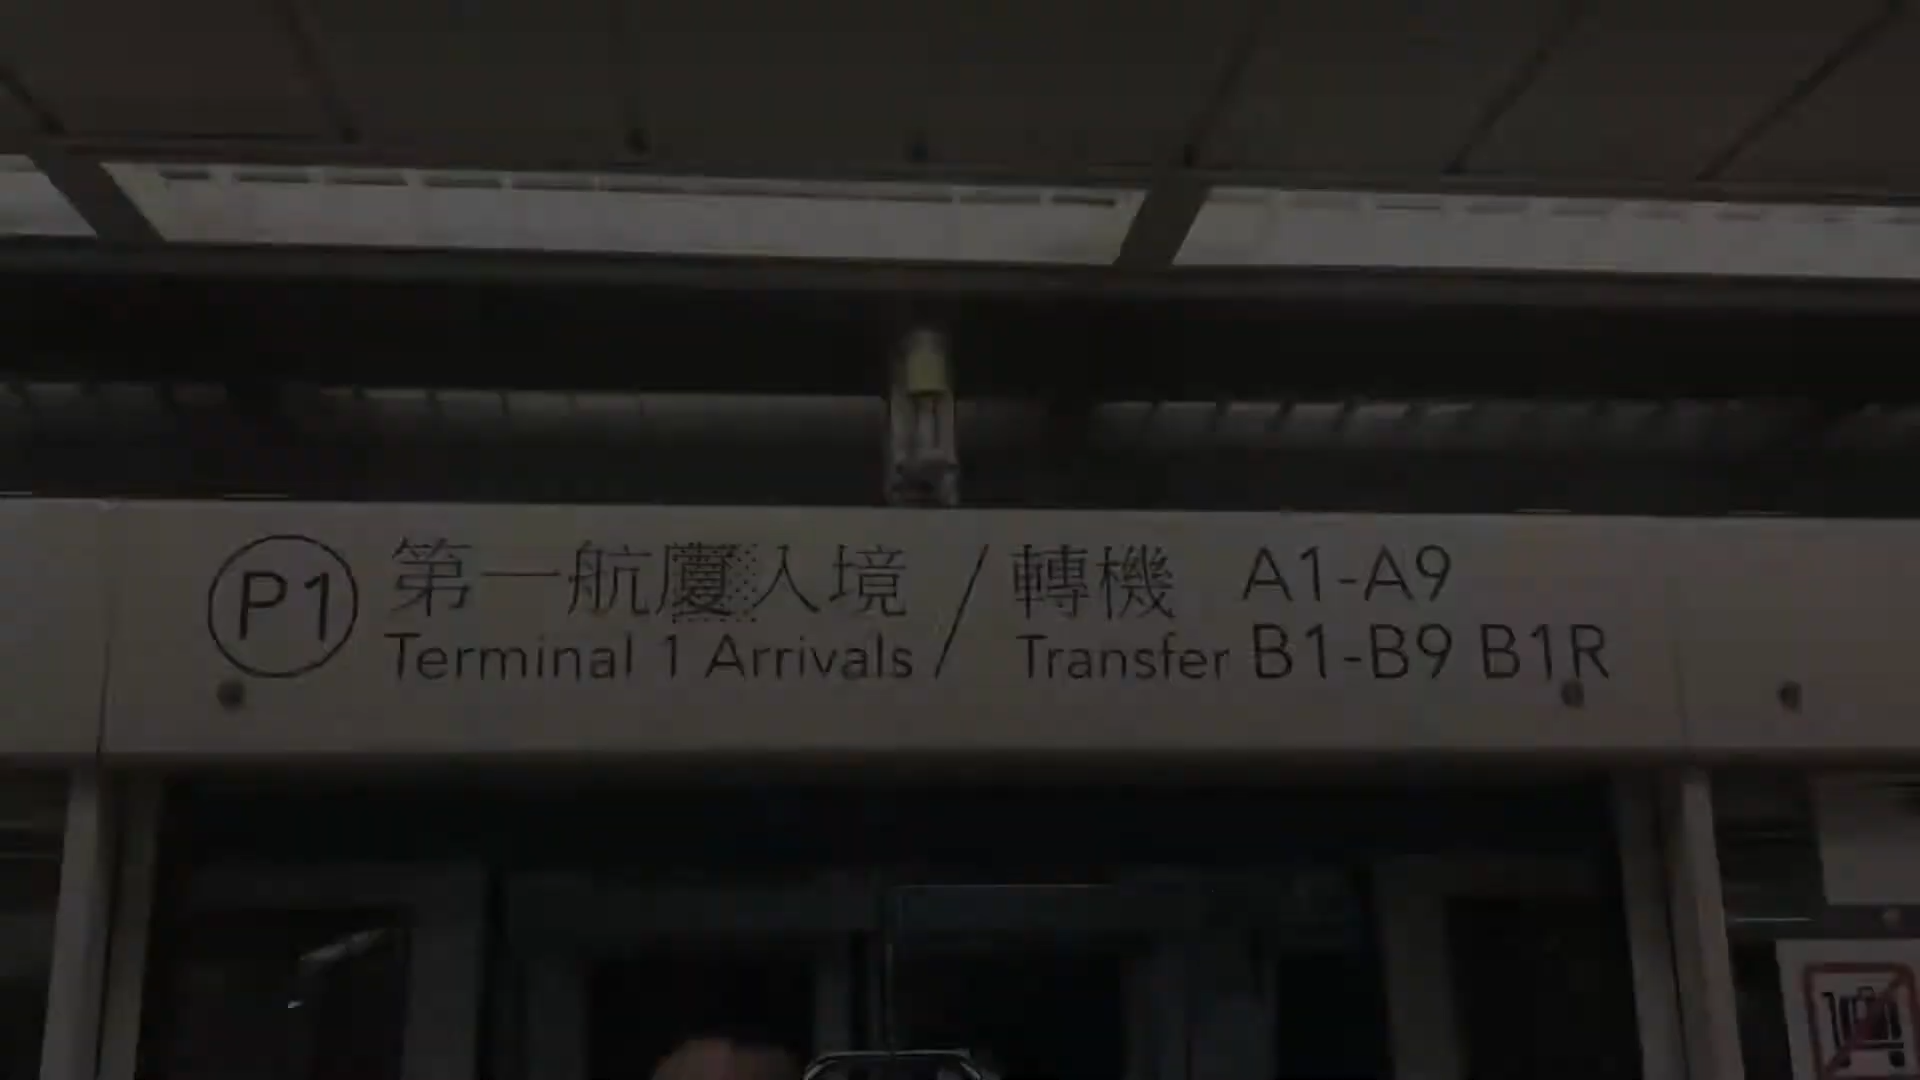 P1 第一航廈入境 / 轉機 A1-A9
Terminal 1 Arrivals / Transfer B1-B9 B1R